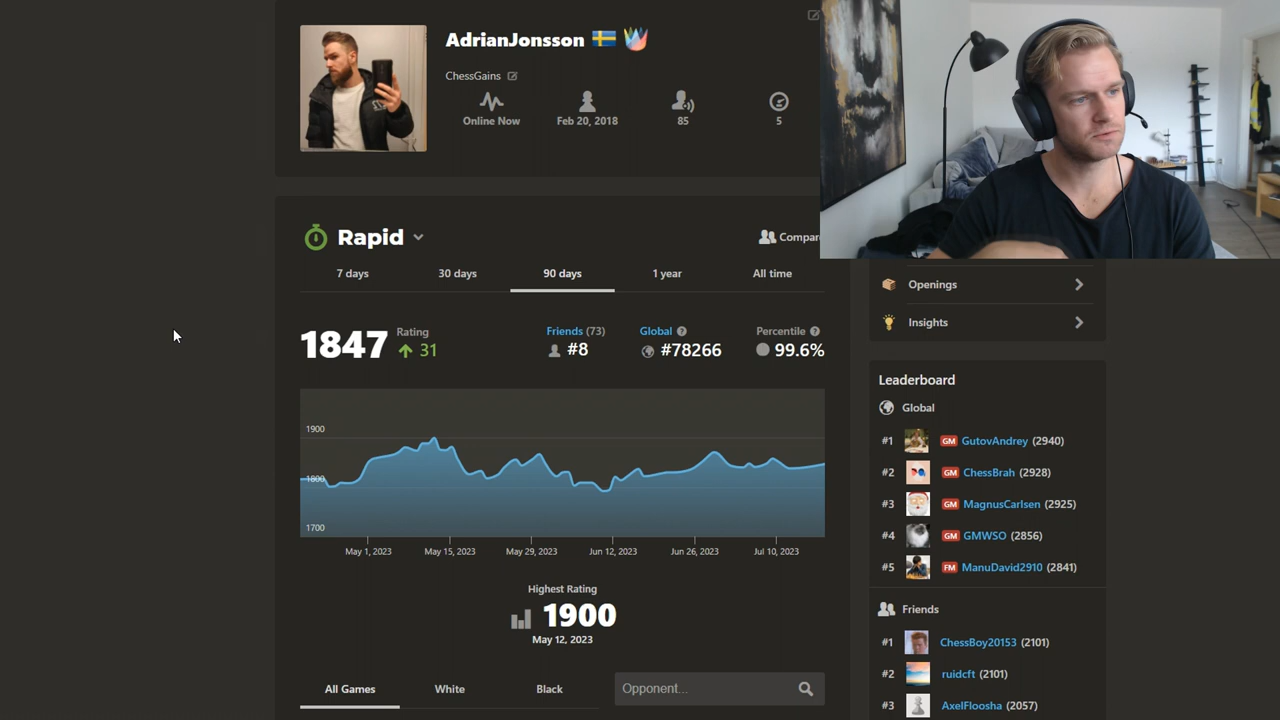 AdrianJonsson
ChessGains
Online Now
Feb 20, 2018
85
5
Rapid
Compar
7 days
30 days
90 days
1 year
All time
1847
Rating
31
Friends (73)
#8
Global
#78266
Percentile
99.6%
1900
1800
1700
May 1, 2023
May 15, 2023
May 29, 2023
Jun 12, 2023
Jun 26, 2023
Jul 10, 2023
Highest Rating
1900
May 12, 2023
All Games
White
Black
Opponent...
Openings
Insights
Leaderboard
Global
#1 GM GutovAndrey (2940)
#2 GM ChessBrah (2928)
#3 GM MagnusCarlsen (2925)
#4 GM GMWSO (2856)
#5 FM ManuDavid2910 (2841)
Friends
#1 ChessBoy20153 (2101)
#2 ruidcft (2101)
#3 AxelFloosha (2057)